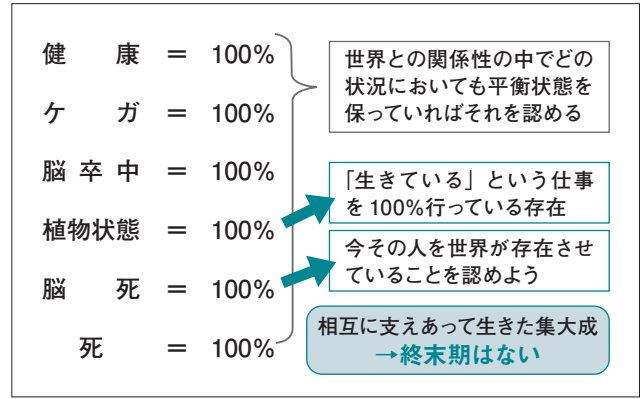 健康 = 100%
ケガ = 100%
脳卒中 = 100%
植物状態 = 100%
脳死 = 100%
死 = 100%
世界との関係性の中でどの
状況においても平衡状態を
保っていればそれを認める
「生きている」という仕事
を100%行っている存在
今その人を世界が存在させ
ていることを認めよう
相互に支えあって生きた集大成
→終末期はない